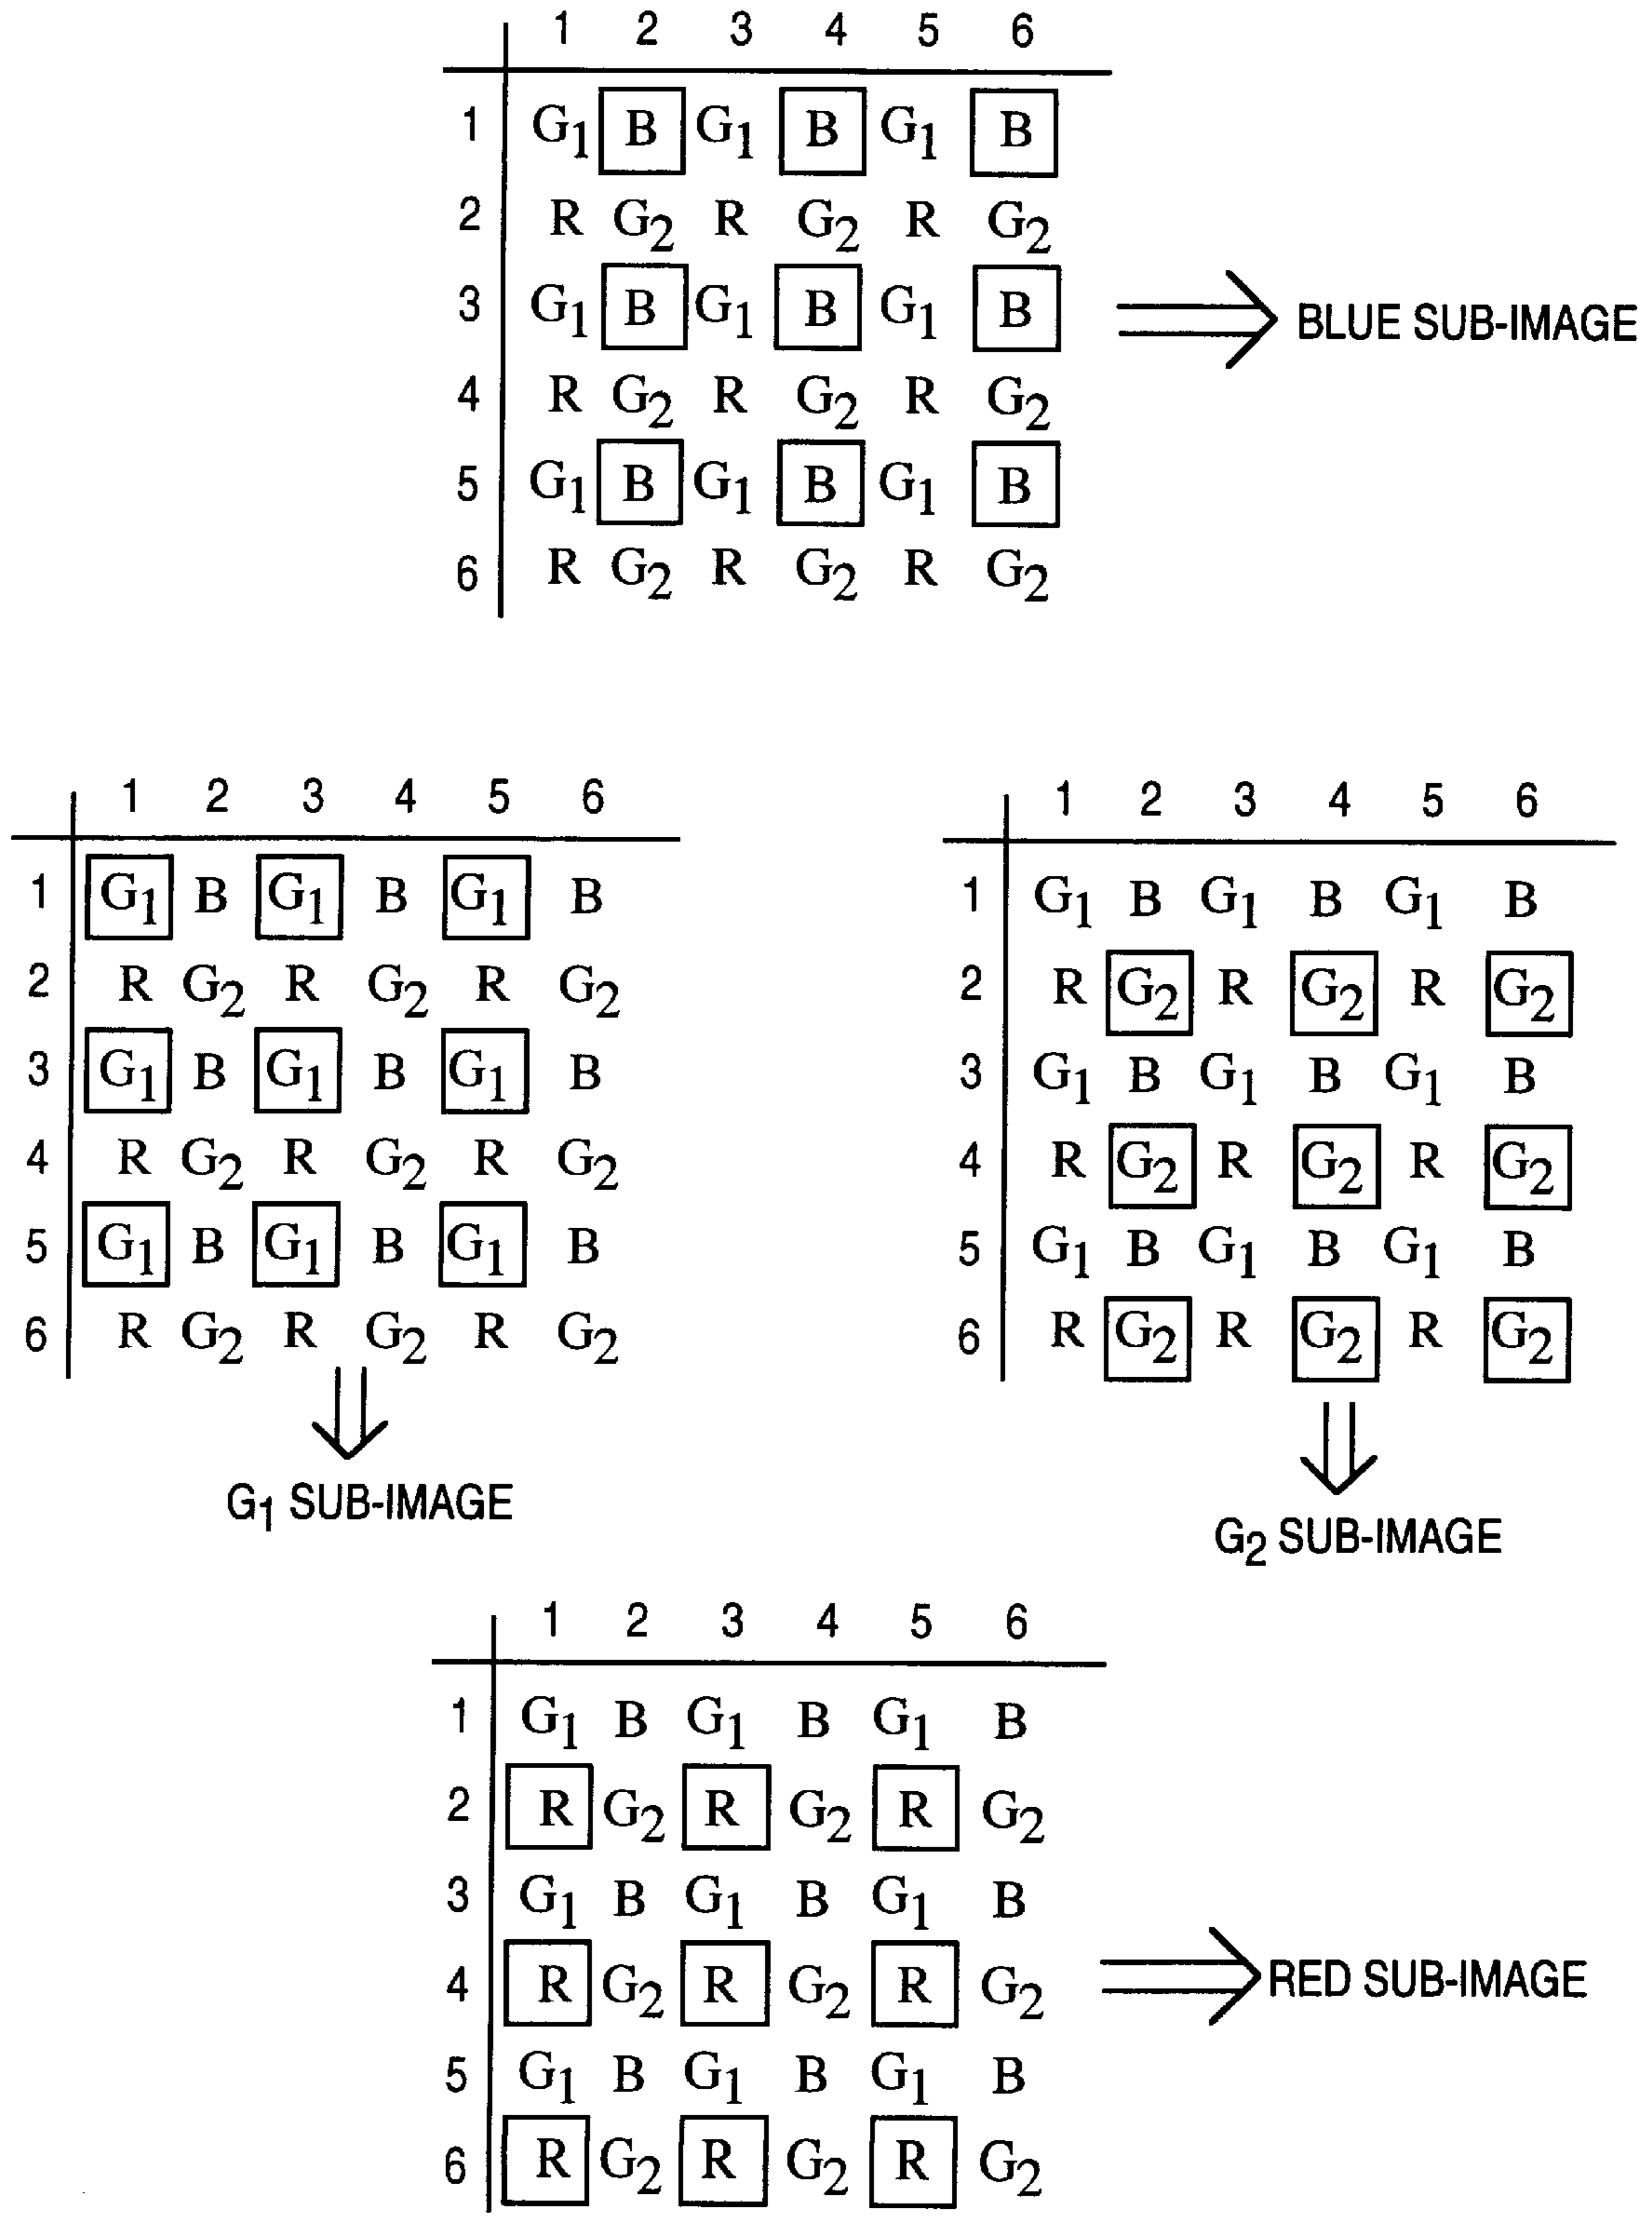 1 2 3 4 5 6
1 G1 B G1 B G1 B
2 R G2 R G2 R G2
3 G1 B G1 B G1 B
4 R G2 R G2 R G2
5 G1 B G1 B G1 B
6 R G2 R G2 R G2
BLUE SUB-IMAGE
1 2 3 4 5 6
1 G1 B G1 B G1 B
2 R G2 R G2 R G2
3 G1 B G1 B G1 B
4 R G2 R G2 R G2
5 G1 B G1 B G1 B
6 R G2 R G2 R G2
G1 SUB-IMAGE
1 2 3 4 5 6
1 G1 B G1 B G1 B
2 R G2 R G2 R G2
3 G1 B G1 B G1 B
4 R G2 R G2 R G2
5 G1 B G1 B G1 B
6 R G2 R G2 R G2
G2 SUB-IMAGE
1 2 3 4 5 6
1 G1 B G1 B G1 B
2 R G2 R G2 R G2
3 G1 B G1 B G1 B
4 R G2 R G2 R G2
5 G1 B G1 B G1 B
6 R G2 R G2 R G2
RED SUB-IMAGE